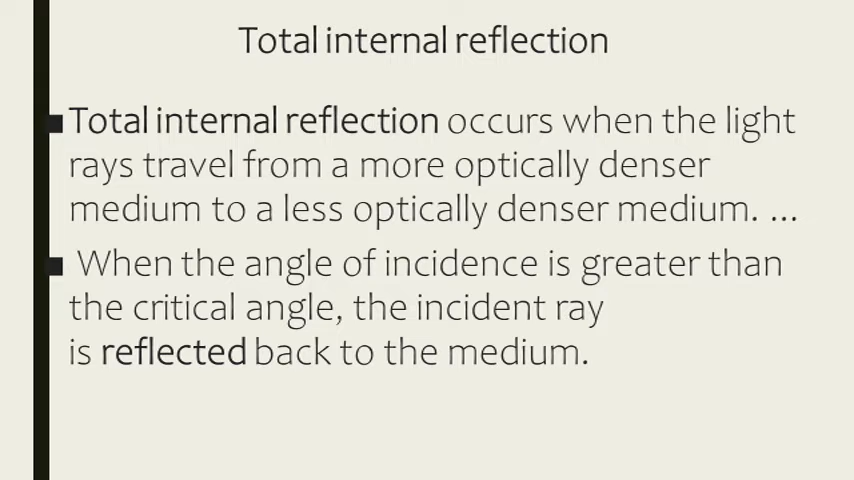 Total internal reflection
■Total internal reflection occurs when the light
rays travel from a more optically denser
medium to a less optically denser medium. ...
■ When the angle of incidence is greater than
the critical angle, the incident ray
is reflected back to the medium.